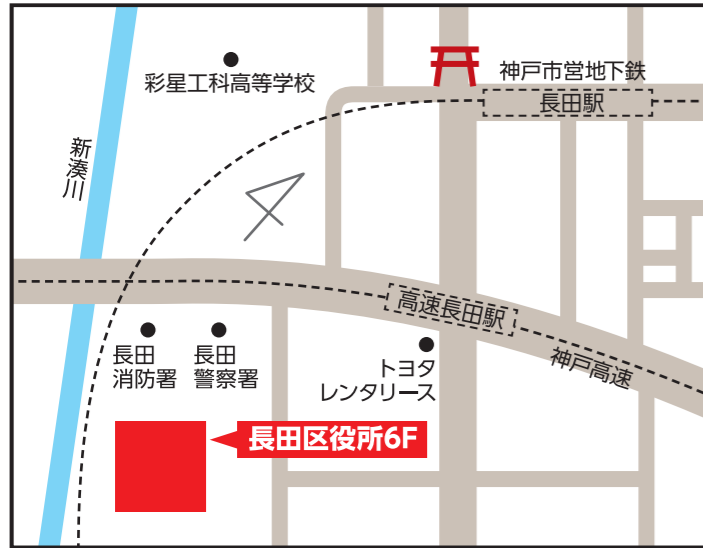 彩星工科高等学校
神戸市営地下鉄
長田駅
新湊川
高速長田駅
神戸高速
長田
消防署
長田
警察署
トヨタ
レンタリース
長田区役所6F